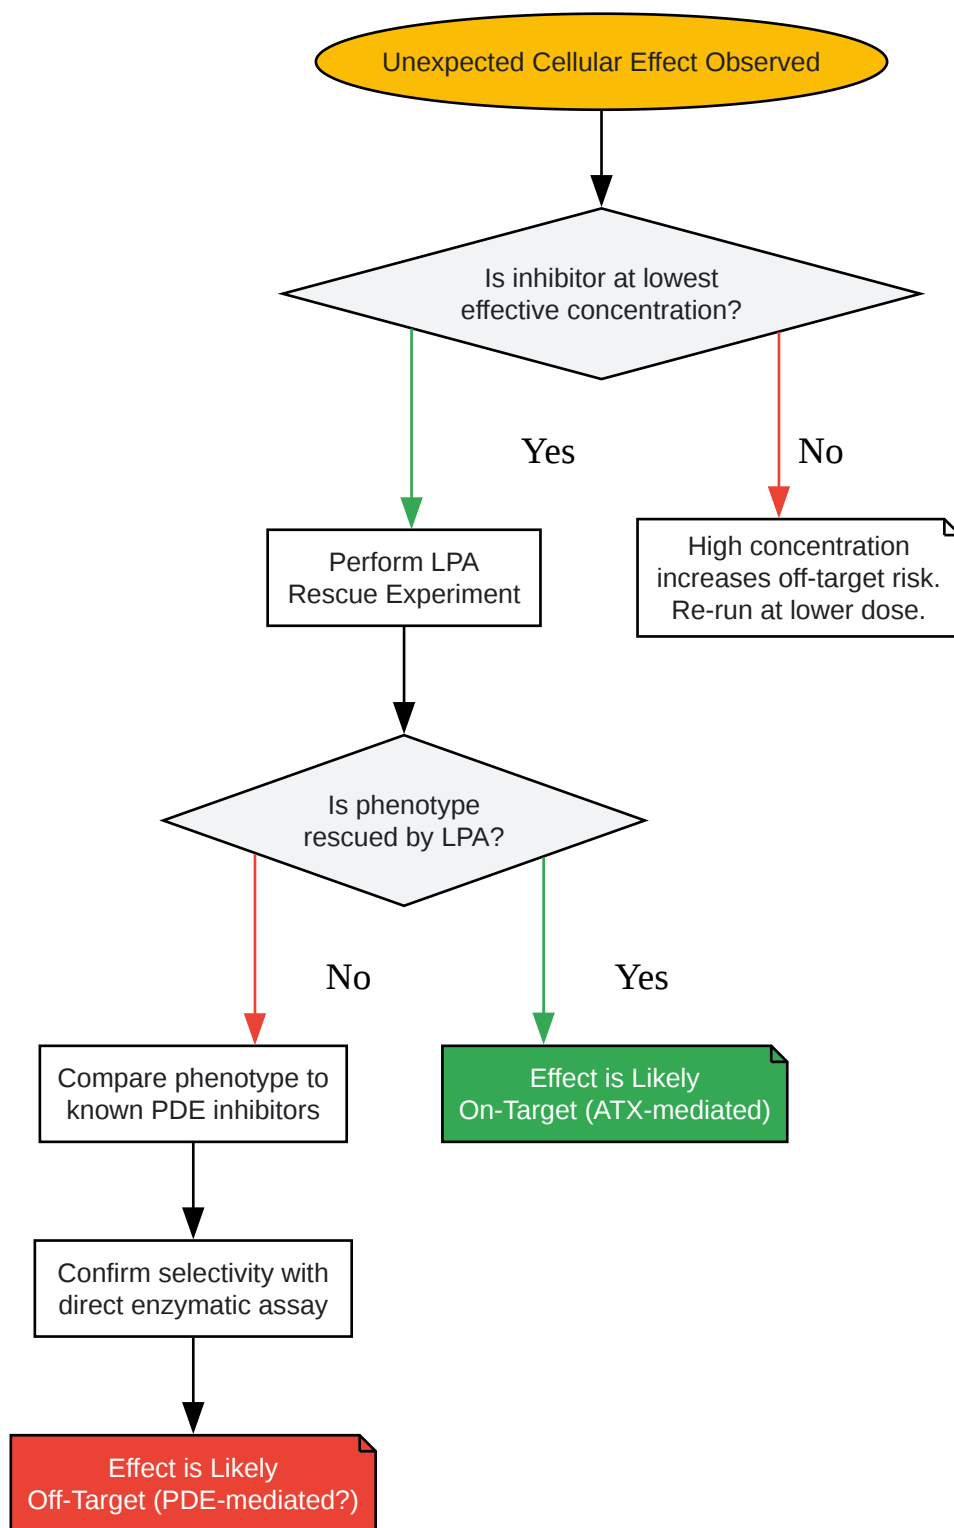 Unexpected Cellular Effect Observed
Is inhibitor at lowest
effective concentration?
Yes
No
Perform LPA
Rescue Experiment
High concentration
increases off-target risk.
Re-run at lower dose.
Is phenotype
rescued by LPA?
No
Yes
Compare phenotype to
known PDE inhibitors
Effect is Likely
On-Target (ATX-mediated)
Confirm selectivity with
direct enzymatic assay
Effect is Likely
Off-Target (PDE-mediated?)